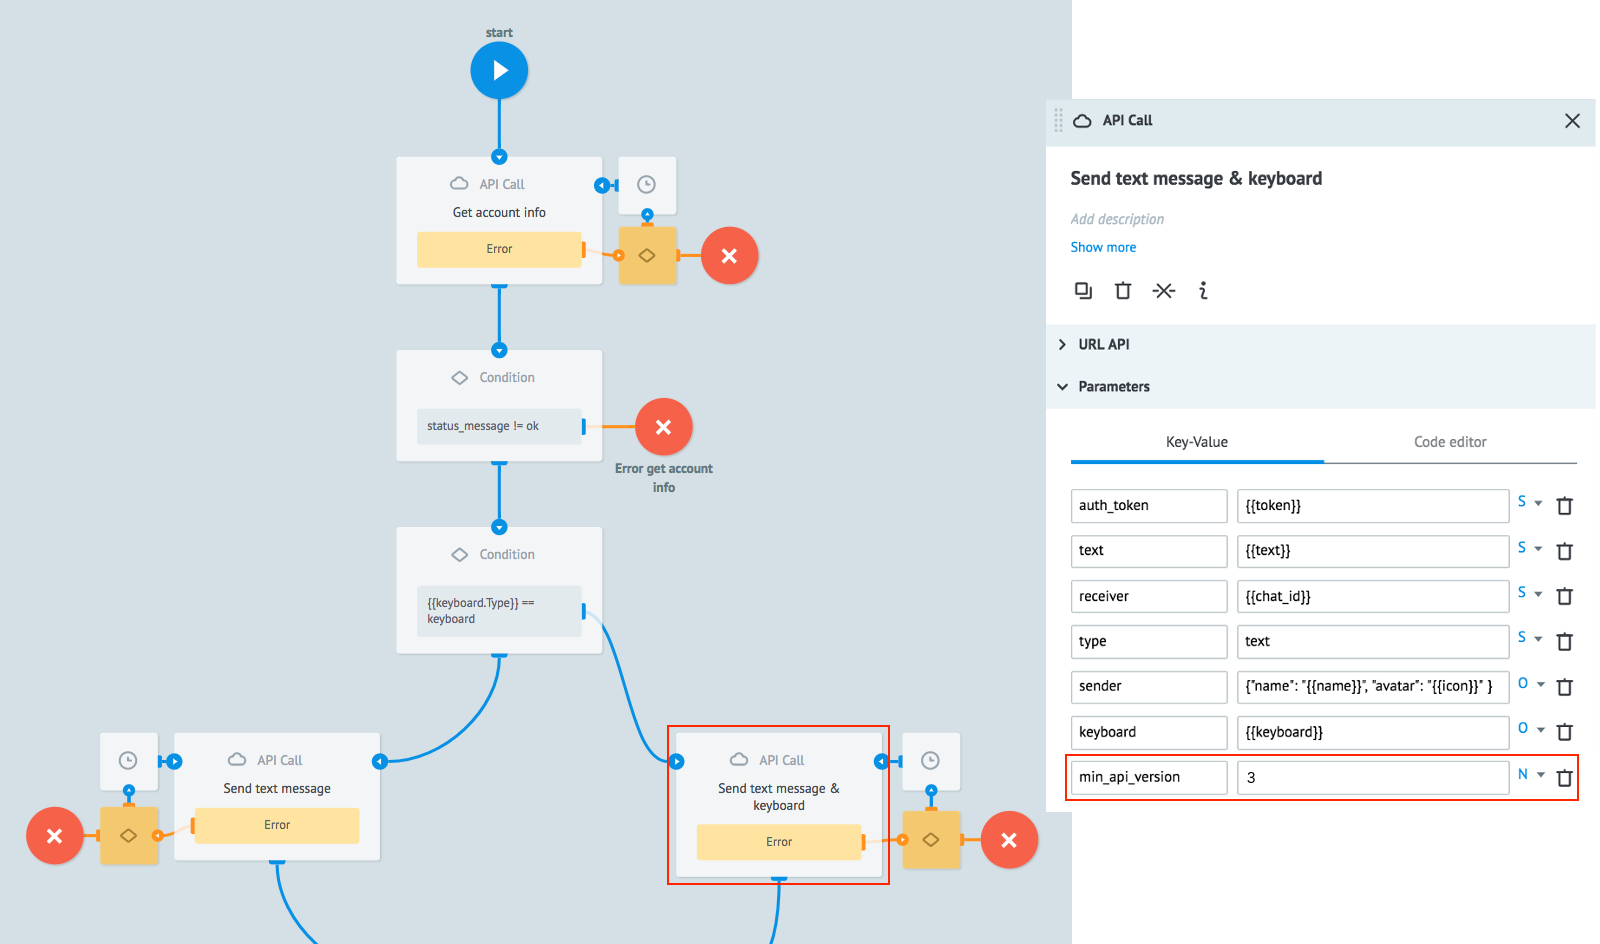 start
API Call
Get account info
Error
Condition
status_message != ok
Error get account
info
Condition
{{keyboard.Type}} ==
keyboard
API Call
Send text message
Error
API Call
Send text message &
keyboard
Error
API Call
Send text message & keyboard
Add description
Show more
URL API
Parameters
Key-Value
Code editor
auth_token
{{token}}
S
text
{{text}}
S
receiver
{{chat_id}}
S
type
text
S
sender
{"name": "{{name}}", "avatar": "{{icon}}" }
O
keyboard
{{keyboard}}
O
min_api_version
3
N